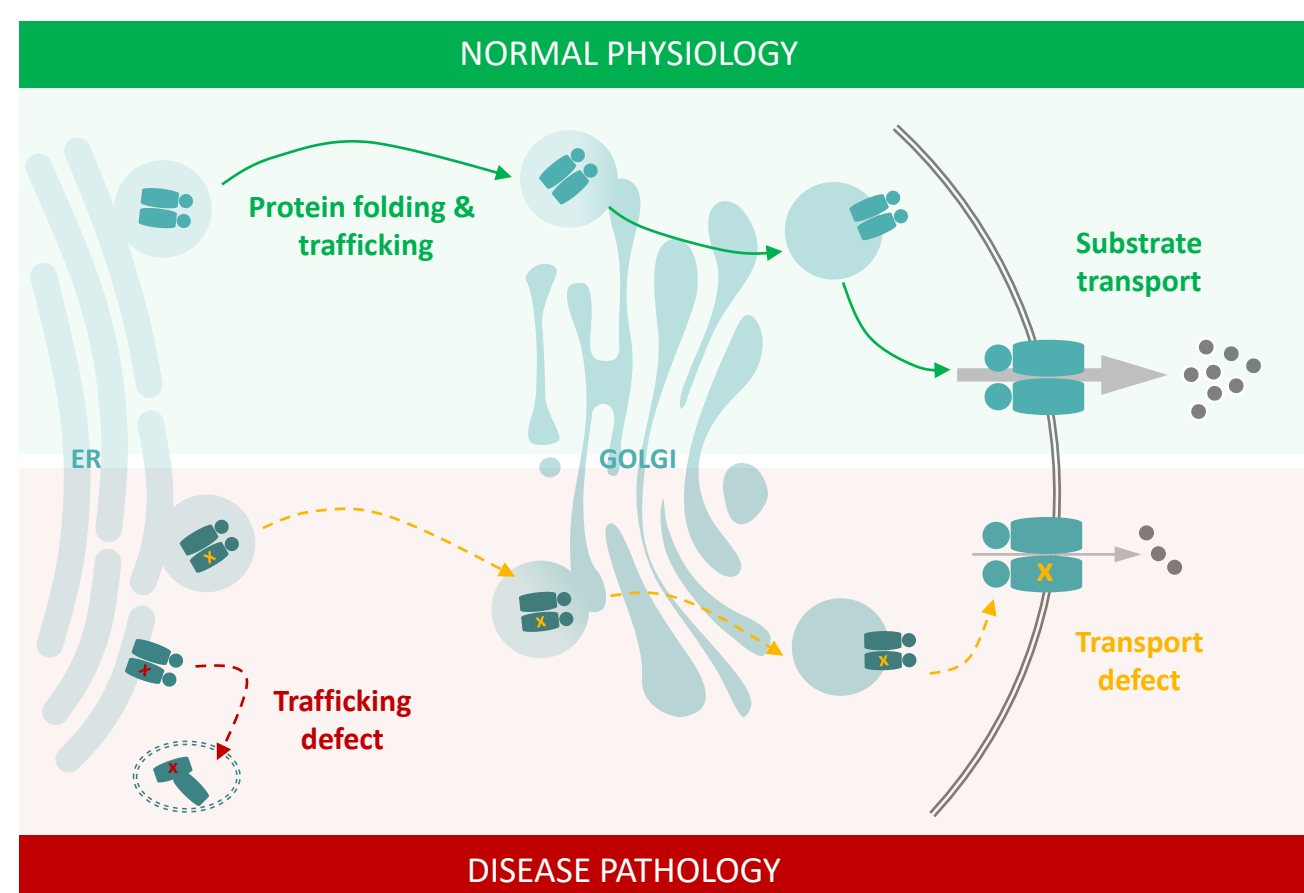 NORMAL PHYSIOLOGY
Protein folding &
trafficking
Substrate
transport
ER
GOLGI
X
X
X
X
X
Transport
defect
Trafficking
defect
X
DISEASE PATHOLOGY